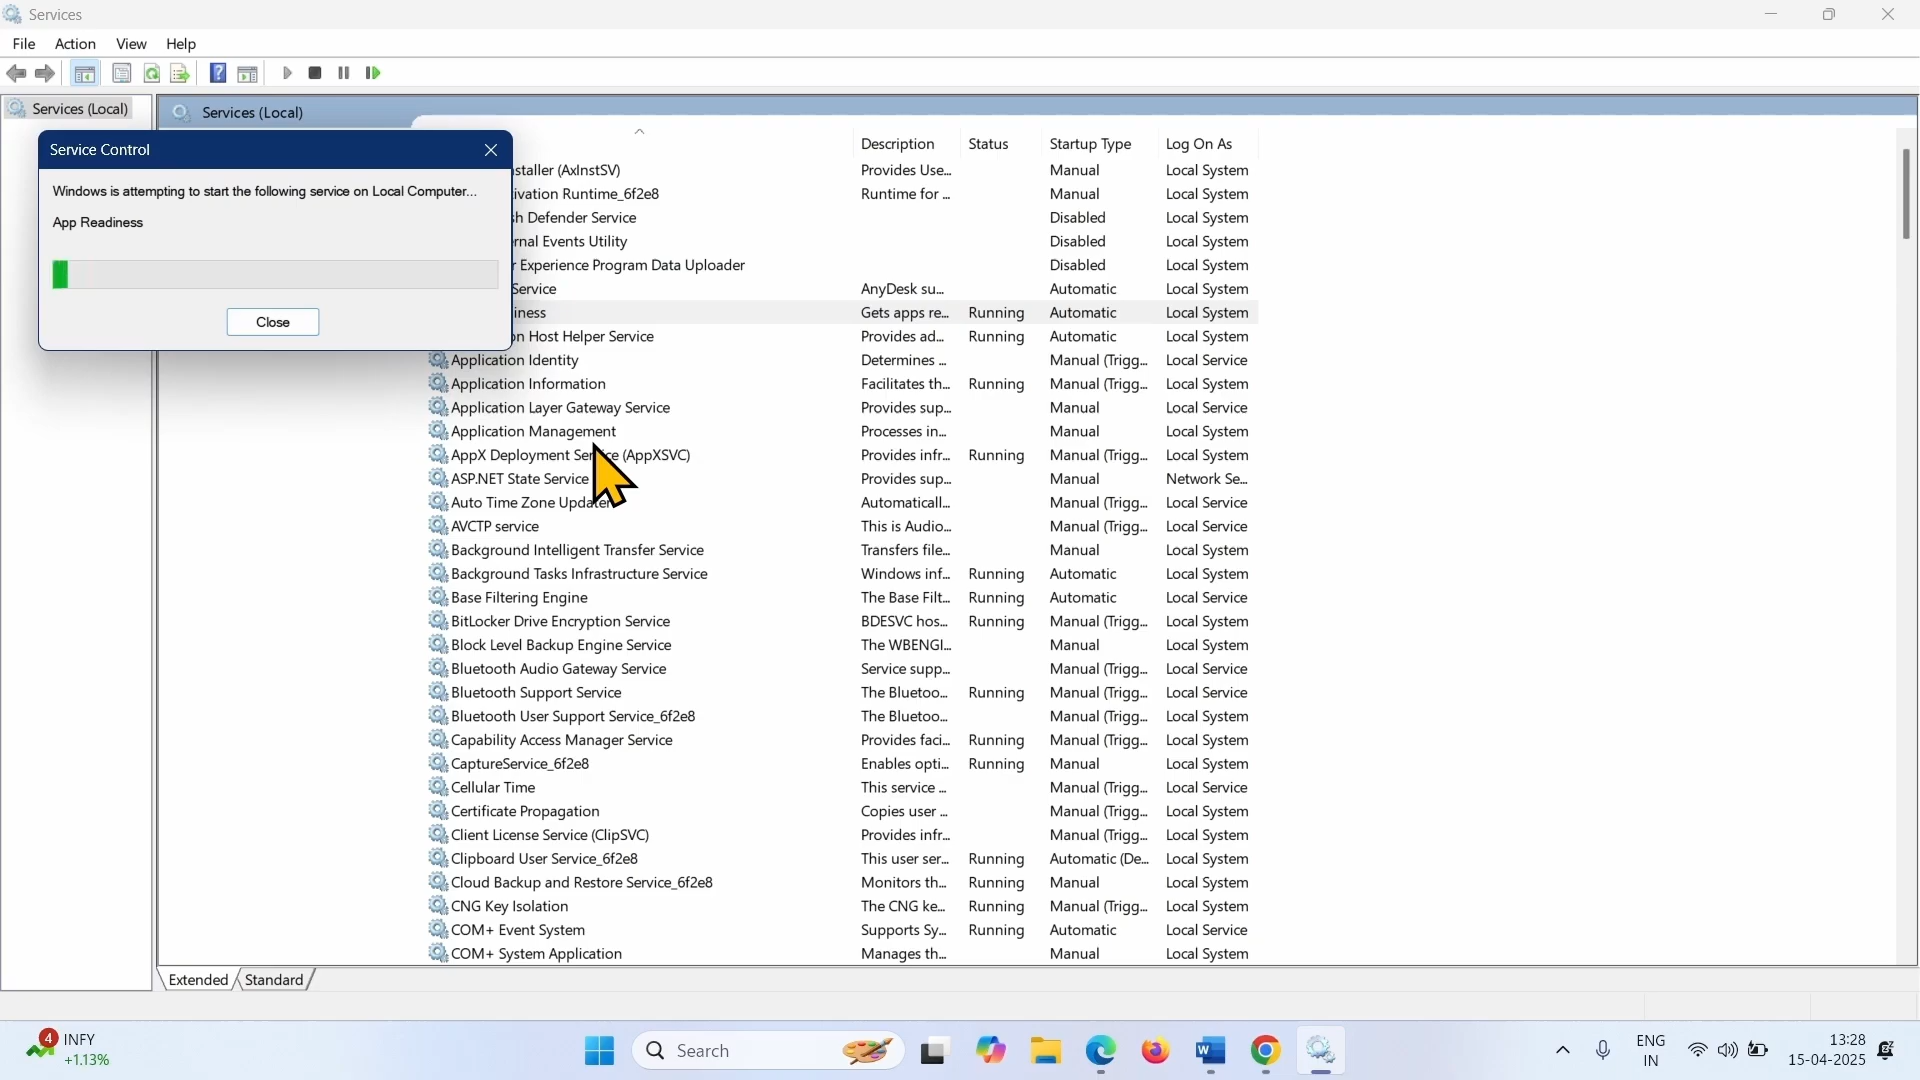 Services
File Action View Help
Services (Local)
Services (Local)
Service Control
Windows is attempting to start the following service on Local Computer...
App Readiness
Close
Description Status Startup Type Log On As
nstaller (AxInstSV) Provides Use... Manual Local System
ivation Runtime_6f2e8 Runtime for ... Manual Local System
sh Defender Service Disabled Local System
ernal Events Utility Disabled Local System
r Experience Program Data Uploader Disabled Local System
Service AnyDesk su... Automatic Local System
iness Gets apps re... Running Automatic Local System
on Host Helper Service Provides ad... Running Automatic Local System
Application Identity Determines ... Manual (Trigg... Local Service
Application Information Facilitates th... Running Manual (Trigg... Local System
Application Layer Gateway Service Provides sup... Manual Local Service
Application Management Processes in... Manual Local System
AppX Deployment Service (AppXSVC) Provides infr... Running Manual (Trigg... Local System
ASP.NET State Service Provides sup... Manual Network Se...
Auto Time Zone Updater Automaticall... Manual (Trigg... Local Service
AVCTP service This is Audio... Manual (Trigg... Local Service
Background Intelligent Transfer Service Transfers file... Manual Local System
Background Tasks Infrastructure Service Windows inf... Running Automatic Local System
Base Filtering Engine The Base Filt... Running Automatic Local Service
BitLocker Drive Encryption Service BDESVC hos... Running Manual (Trigg... Local System
Block Level Backup Engine Service The WBENGI... Manual Local System
Bluetooth Audio Gateway Service Service supp... Manual (Trigg... Local Service
Bluetooth Support Service The Bluetoo... Running Manual (Trigg... Local Service
Bluetooth User Support Service_6f2e8 The Bluetoo... Manual (Trigg... Local System
Capability Access Manager Service Provides faci... Running Manual (Trigg... Local System
CaptureService_6f2e8 Enables opti... Running Manual Local System
Cellular Time This service ... Manual (Trigg... Local Service
Certificate Propagation Copies user ... Manual (Trigg... Local System
Client License Service (ClipSVC) Provides infr... Manual (Trigg... Local System
Clipboard User Service_6f2e8 This user ser... Running Automatic (De... Local System
Cloud Backup and Restore Service_6f2e8 Monitors th... Running Manual Local System
CNG Key Isolation The CNG ke... Running Manual (Trigg... Local System
COM+ Event System Supports Sy... Running Automatic Local Service
COM+ System Application Manages th... Manual Local System
Extended Standard
4 INFY
+1.13%
Search
ENG
IN
13:28
15-04-2025